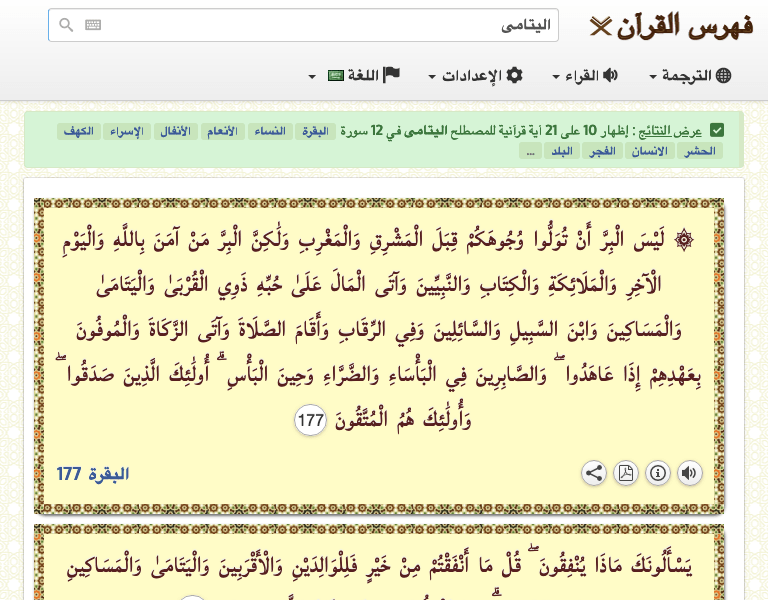 فهرس القرآن
اليتامى
الترجمة القراء الإعدادات اللغة
عرض النتائج : إظهار 10 على 21 آية قرآنية للمصطلح اليتامى في 12 سورة البقرة النساء الأنعام الأنفال الإسراء الكهف
الحشر الانسان الفجر البلد ...
۞ لَيْسَ الْبِرَّ أَنْ تُوَلُّوا وُجُوهَكُمْ قِبَلَ الْمَشْرِقِ وَالْمَغْرِبِ وَلَٰكِنَّ الْبِرَّ مَنْ آمَنَ بِاللَّهِ وَالْيَوْمِ
الْآخِرِ وَالْمَلَائِكَةِ وَالْكِتَابِ وَالنَّبِيِّينَ وَآتَى الْمَالَ عَلَىٰ حُبِّهِ ذَوِي الْقُرْبَىٰ وَالْيَتَامَىٰ
وَالْمَسَاكِينَ وَابْنَ السَّبِيلِ وَالسَّائِلِينَ وَفِي الرِّقَابِ وَأَقَامَ الصَّلَاةَ وَآتَى الزَّكَاةَ وَالْمُوفُونَ
بِعَهْدِهِمْ إِذَا عَاهَدُوا ۖ وَالصَّابِرِينَ فِي الْبَأْسَاءِ وَالضَّرَّاءِ وَحِينَ الْبَأْسِ ۗ أُولَٰئِكَ الَّذِينَ صَدَقُوا ۖ
وَأُولَٰئِكَ هُمُ الْمُتَّقُونَ 177
البقرة 177
يَسْأَلُونَكَ مَاذَا يُنْفِقُونَ ۖ قُلْ مَا أَنْفَقْتُمْ مِنْ خَيْرٍ فَلِلْوَالِدَيْنِ وَالْأَقْرَبِينَ وَالْيَتَامَىٰ وَالْمَسَاكِينِ